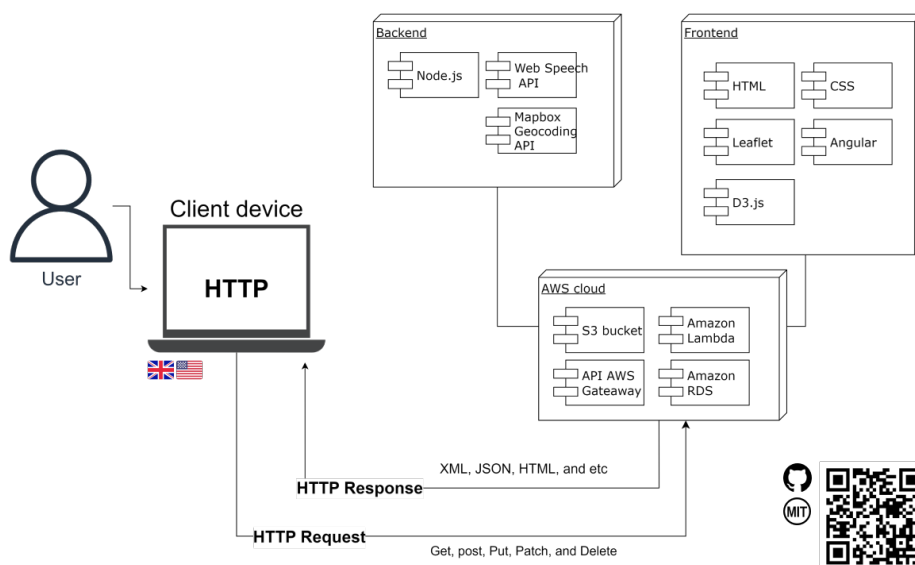 Backend
Node.js
Web Speech
API
Mapbox
Geocoding
API
Frontend
HTML
CSS
Leaflet
Angular
D3.js
User
Client device
HTTP
AWS cloud
S3 bucket
Amazon
Lambda
API AWS
Gateaway
Amazon
RDS
XML, JSON, HTML, and etc
HTTP Response
HTTP Request
Get, post, Put, Patch, and Delete
MIT